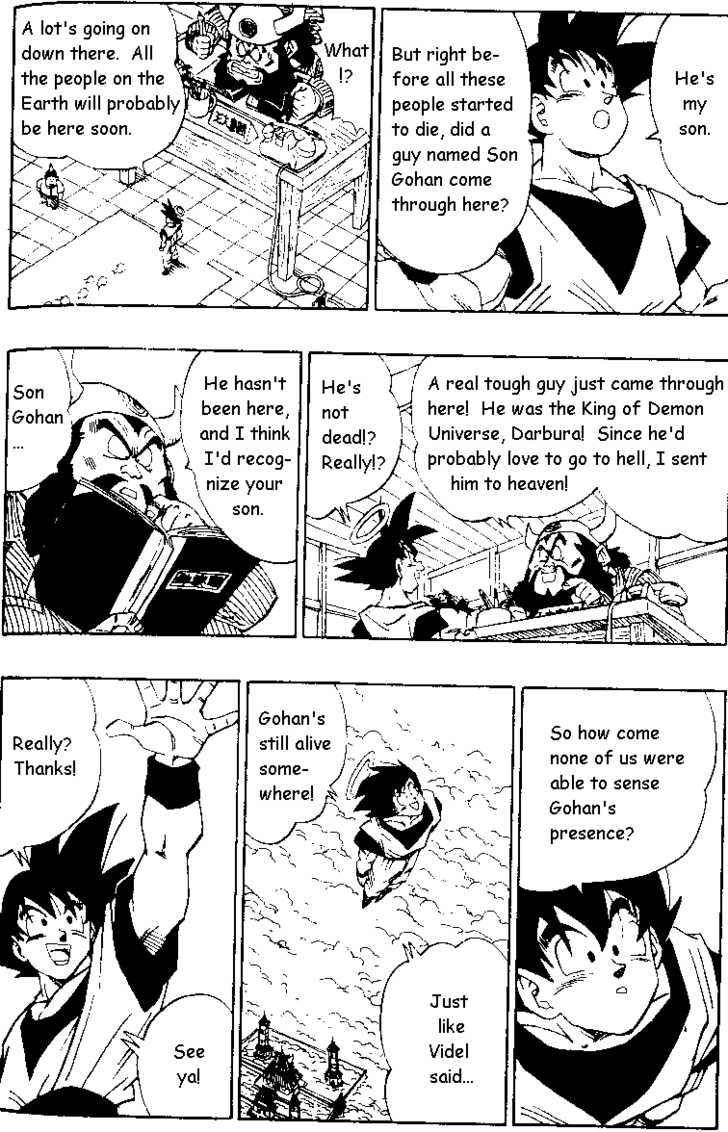 A lot's going on
down there. All
the people on the
Earth will probably
be here soon.
What
!?
But right be-
fore all these
people started
to die, did a
guy named Son
Gohan come
through here?
He's
my
son.
Son
Gohan
...
He hasn't
been here,
and I think
I'd recog-
nize your
son.
He's
not
dead!?
Really!?
A real tough guy just came through
here! He was the King of Demon
Universe, Darbura! Since he'd
probably love to go to hell, I sent
him to heaven!
Really?
Thanks!
See
ya!
Gohan's
still alive
some-
where!
Just
like
Videl
said...
So how come
none of us were
able to sense
Gohan's
presence?